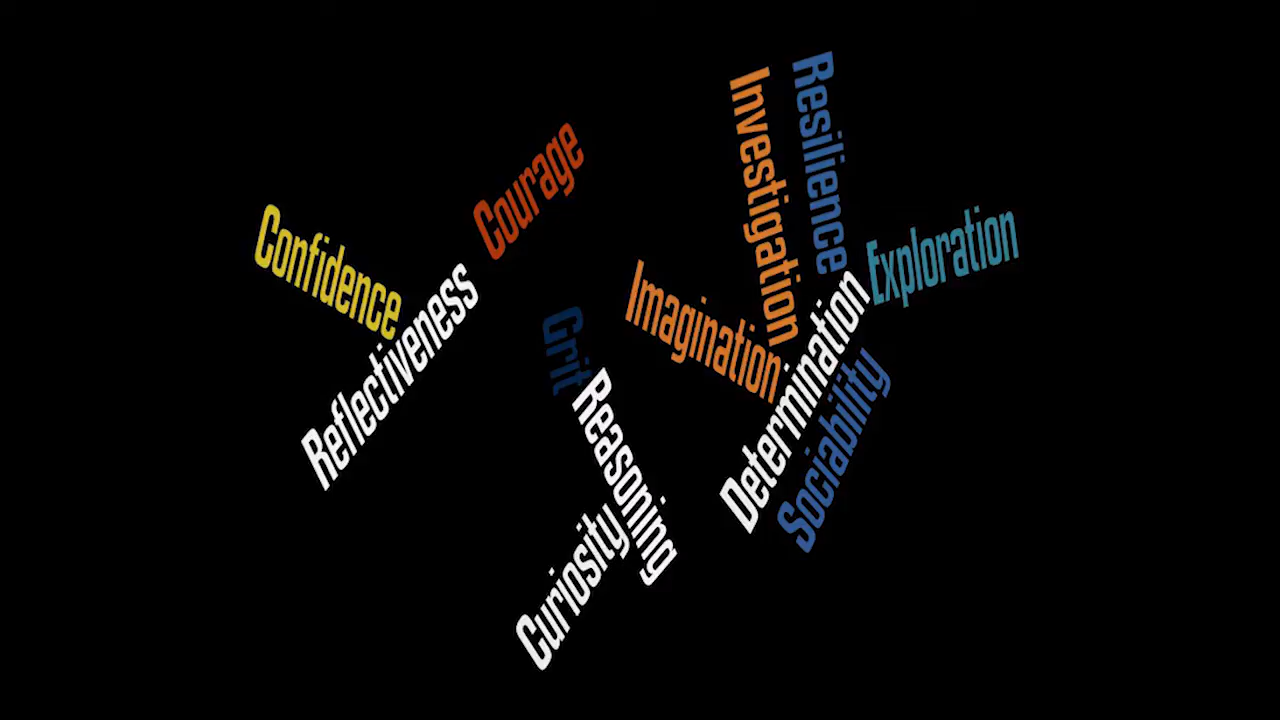 Confidence
Reflectiveness
Courage
Grit
Reasoning
Curiosity
Imagination
Investigation
Resilience
Determination
Sociability
Exploration